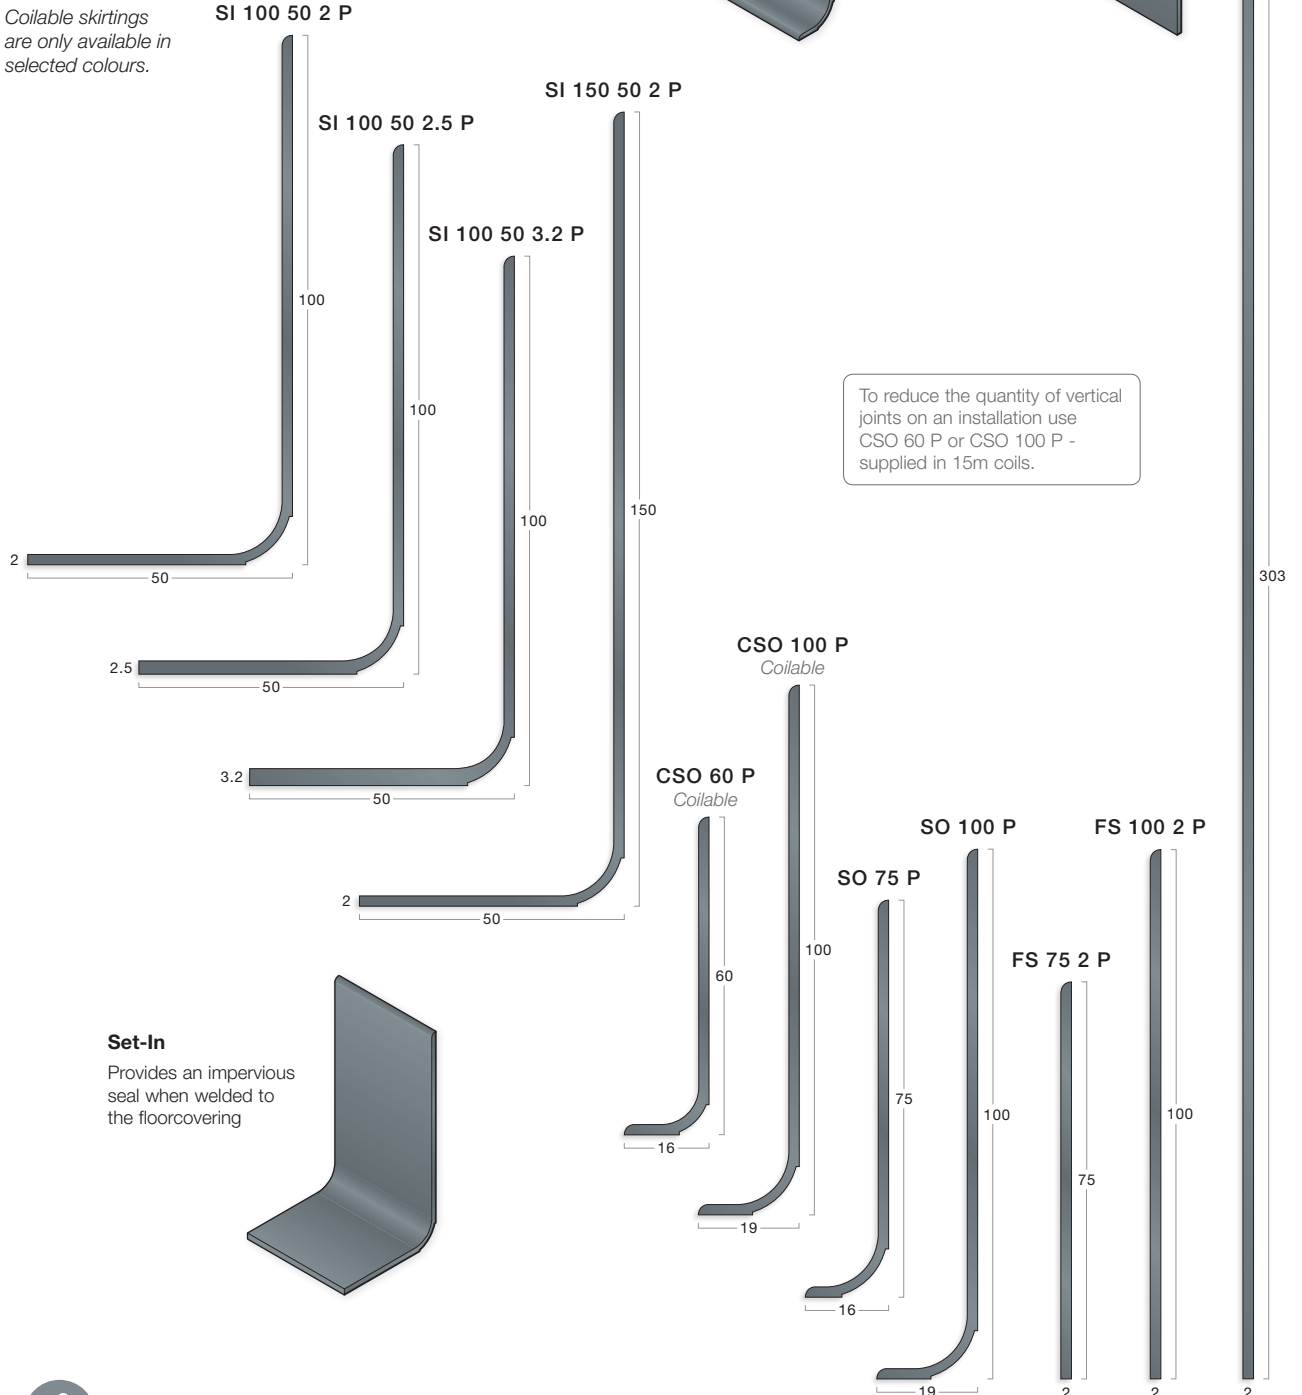 Coilable skirtings
are only available in
selected colours.
SI 100 50 2 P
100
2
50
SI 100 50 2.5 P
100
2.5
50
SI 100 50 3.2 P
100
3.2
50
SI 150 50 2 P
150
2
50
To reduce the quantity of vertical
joints on an installation use
CSO 60 P or CSO 100 P -
supplied in 15m coils.
303
2
CSO 100 P
Coilable
100
19
CSO 60 P
Coilable
60
16
SO 75 P
75
16
SO 100 P
100
19
FS 75 2 P
75
2
FS 100 2 P
100
2
Set-In
Provides an impervious
seal when welded to
the floorcovering